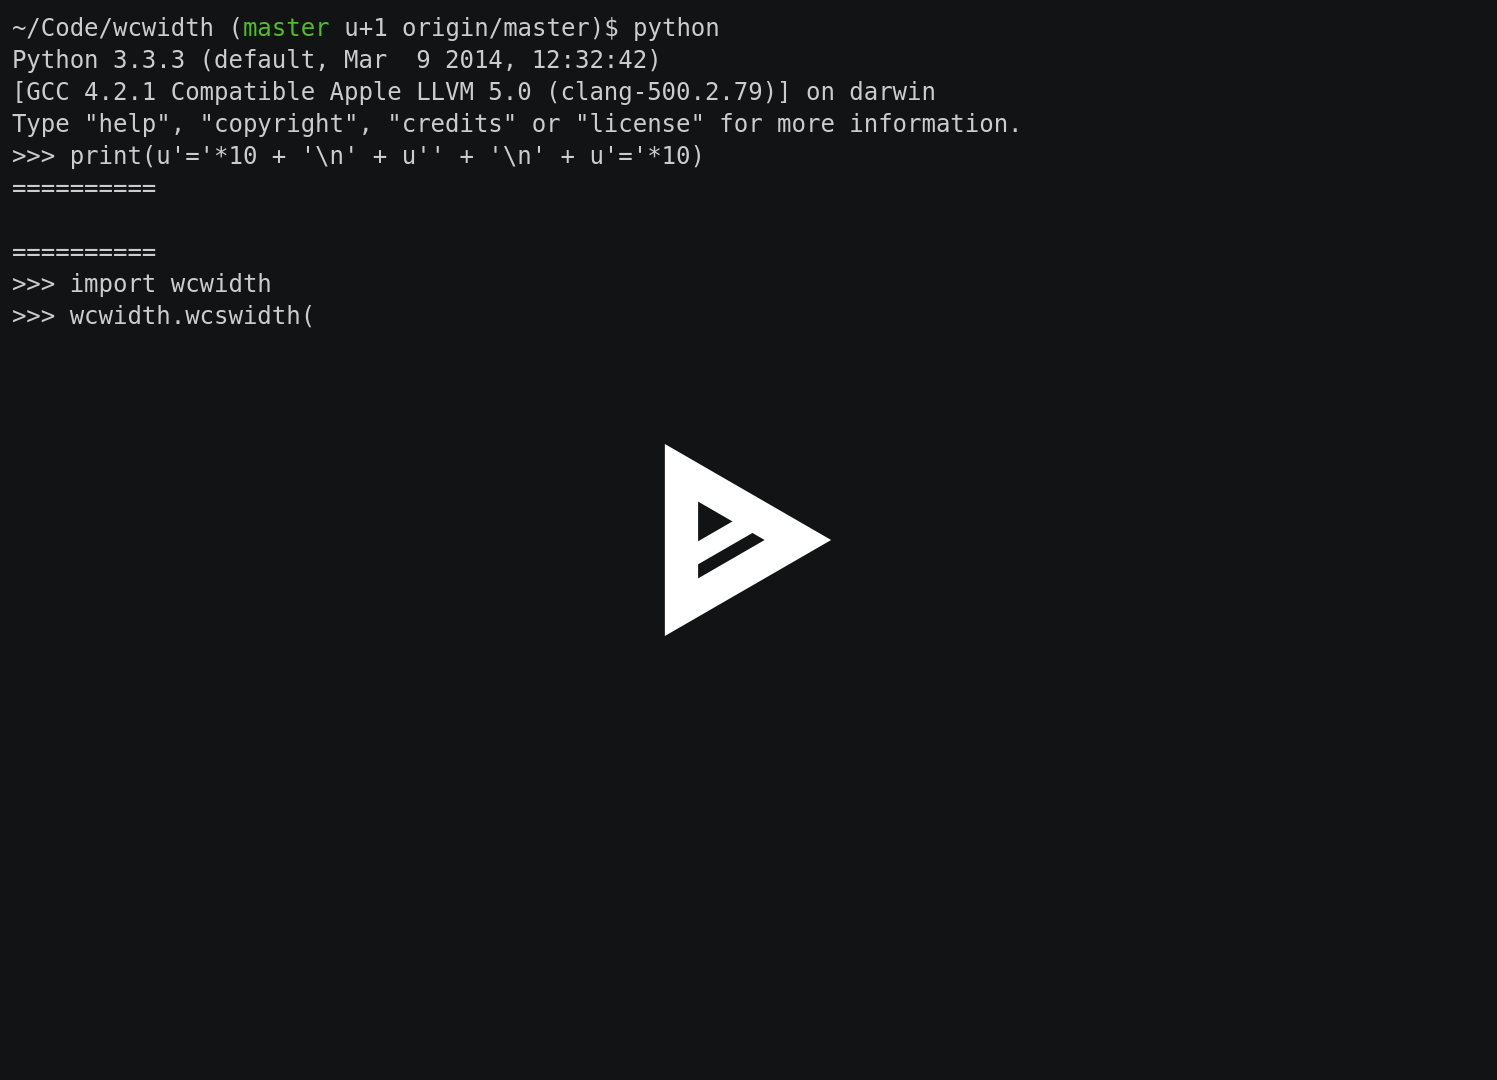 ~/Code/wcwidth (master u+1 origin/master)$ python
Python 3.3.3 (default, Mar  9 2014, 12:32:42)
[GCC 4.2.1 Compatible Apple LLVM 5.0 (clang-500.2.79)] on darwin
Type "help", "copyright", "credits" or "license" for more information.
>>> print(u'='*10 + '\n' + u'' + '\n' + u'='*10)
==========

==========
>>> import wcwidth
>>> wcwidth.wcswidth(